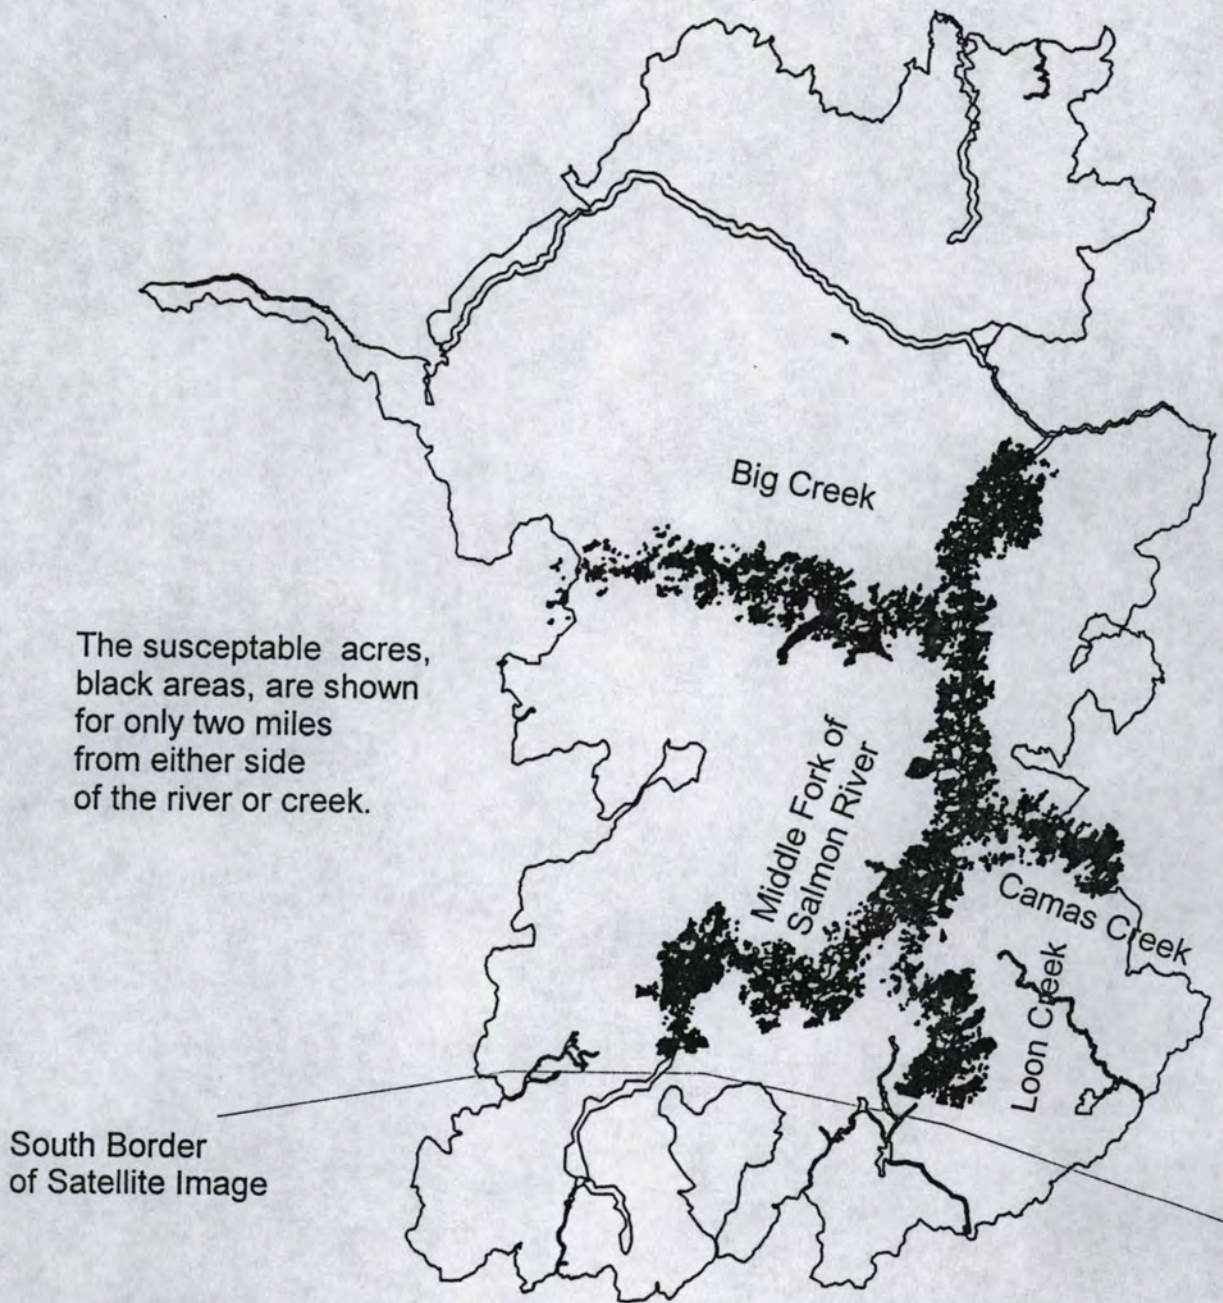 Big Creek
The susceptable acres,
black areas, are shown
for only two miles
from either side
of the river or creek.
Middle Fork of
Salmon River
Camas Creek
Loon Creek
South Border
of Satellite Image